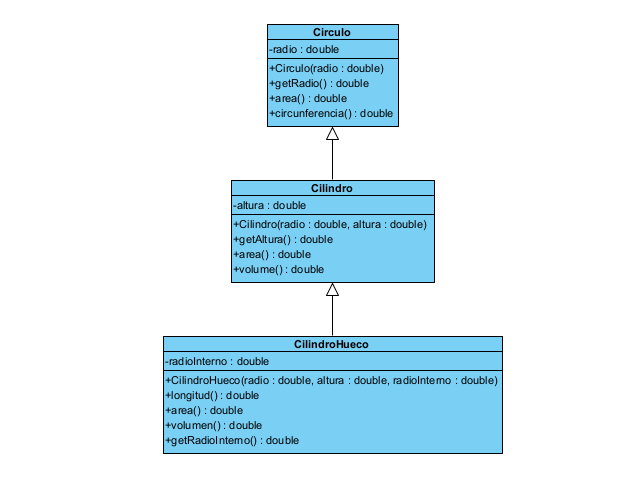 Circulo
-radio : double
+Circulo(radio : double)
+getRadio() : double
+area() : double
+circunferencia() : double
Cilindro
-altura : double
+Cilindro(radio : double, altura : double)
+getAltura() : double
+area() : double
+volume() : double
CilindroHueco
-radioInterno : double
+CilindroHueco(radio : double, altura : double, radioInterno : double)
+longitud() : double
+area() : double
+volumen() : double
+getRadioInterno() : double